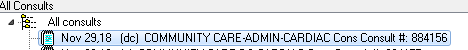 All Consults
All consults
Nov 29,18 (dc) COMMUNITY CARE-ADMIN-CARDIAC Cons Consult #: 884156